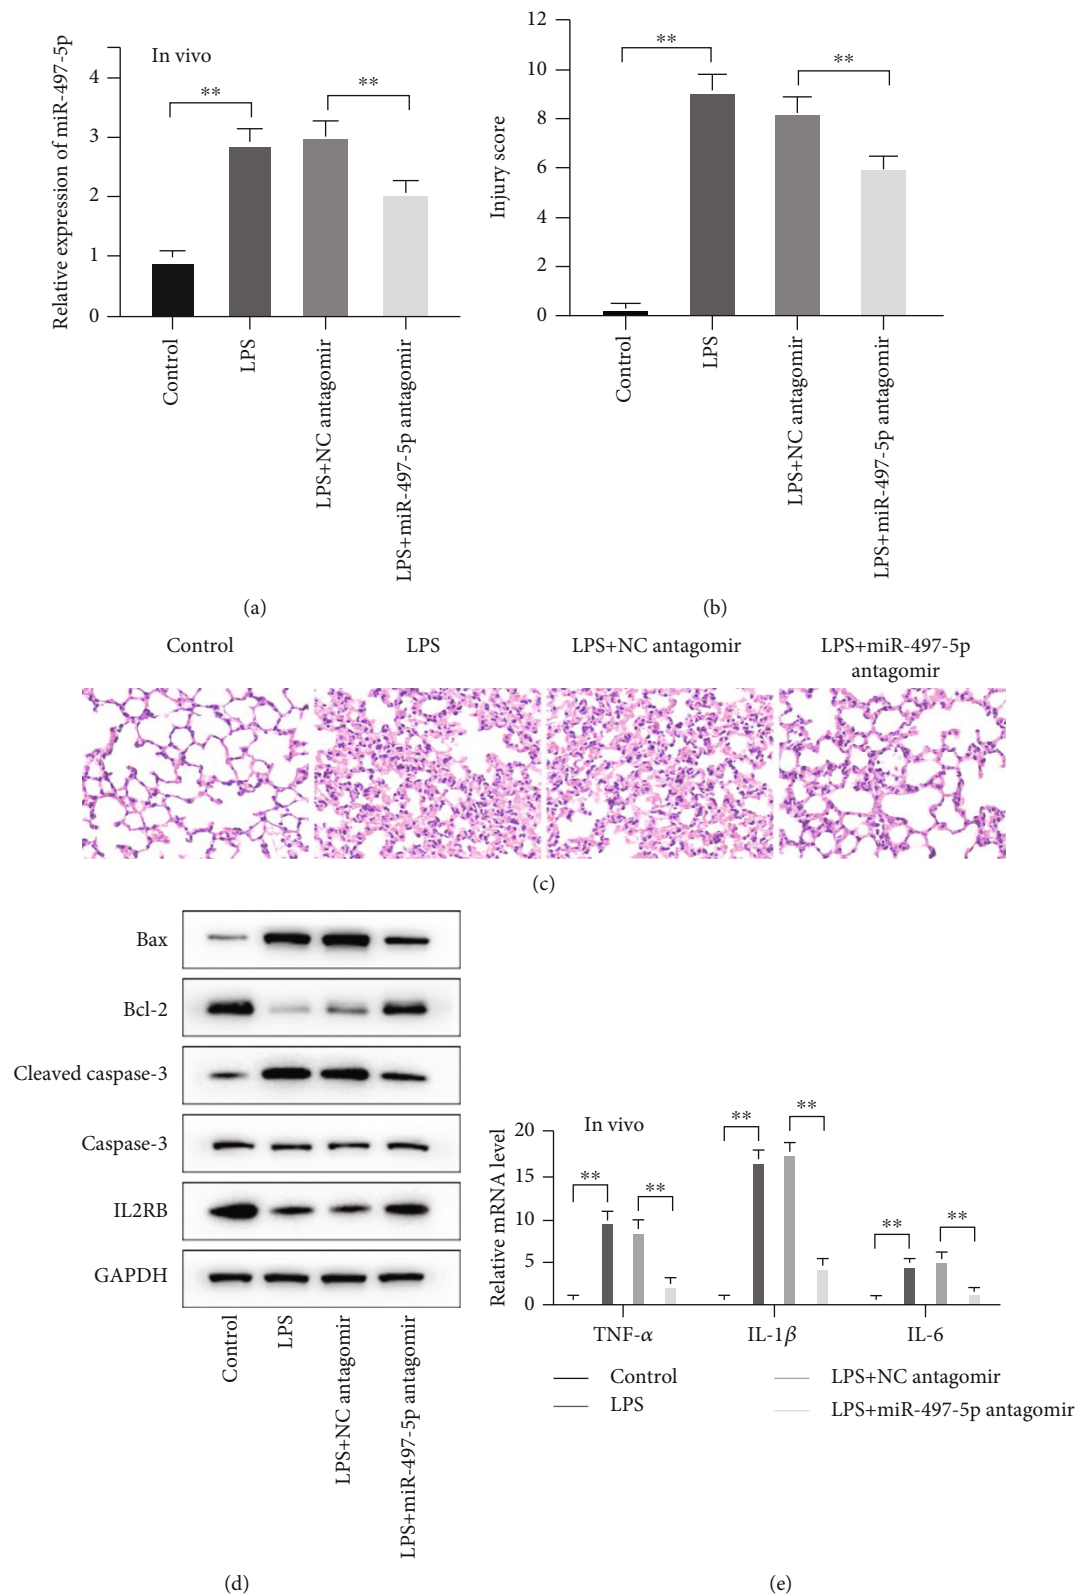 Relative expression of miR-497-5p
In vivo
4
3
2
1
0
**
**
Control
LPS
LPS+NC antagomir
LPS+miR-497-5p antagomir
(a)
Injury score
12
10
8
6
4
2
0
**
**
Control
LPS
LPS+NC antagomir
LPS+miR-497-5p antagomir
(b)
Control
LPS
LPS+NC antagomir
LPS+miR-497-5p
antagomir
(c)
Bax
Bcl-2
Cleaved caspase-3
Caspase-3
IL2RB
GAPDH
Control
LPS
LPS+NC antagomir
LPS+miR-497-5p antagomir
(d)
Relative mRNA level
In vivo
20
15
10
5
0
**
**
**
**
**
**
TNF-α
IL-1β
IL-6
Control
LPS
LPS+NC antagomir
LPS+miR-497-5p antagomir
(e)